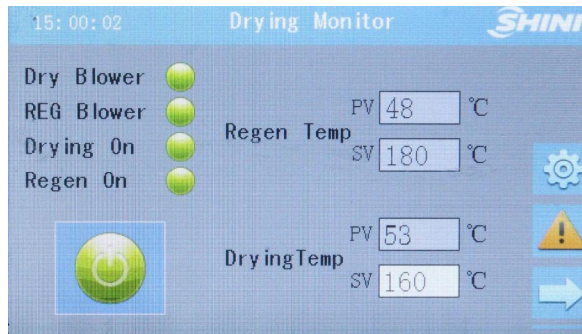 15:00:02 Drying Monitor SHINI
Dry Blower
REG Blower
Drying On
Regen On
Regen Temp
PV 48 ℃
SV 180 ℃
DryingTemp
PV 53 ℃
SV 160 ℃